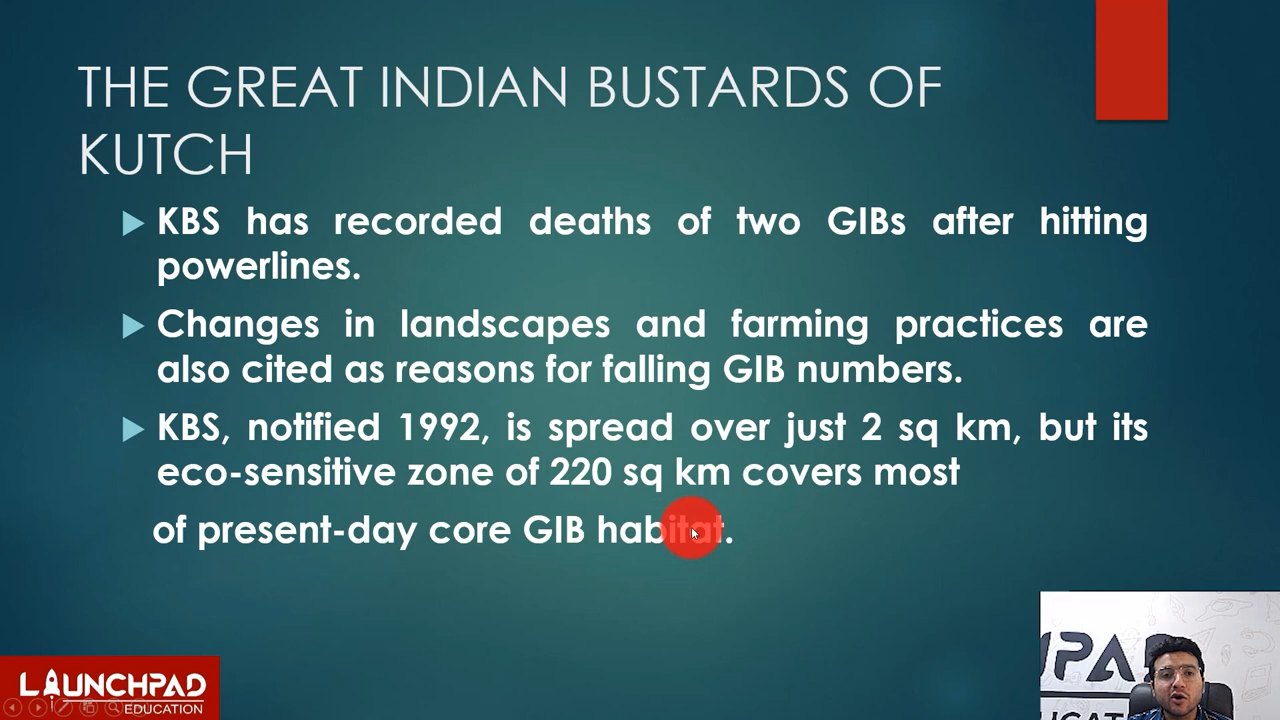 THE GREAT INDIAN BUSTARDS OF
KUTCH
KBS has recorded deaths of two GIBs after hitting
powerlines.
Changes in landscapes and farming practices are
also cited as reasons for falling GIB numbers.
KBS, notified 1992, is spread over just 2 sq km, but its
eco-sensitive zone of 220 sq km covers most
of present-day core GIB habitat.
LAUNCHPAD
EDUCATION